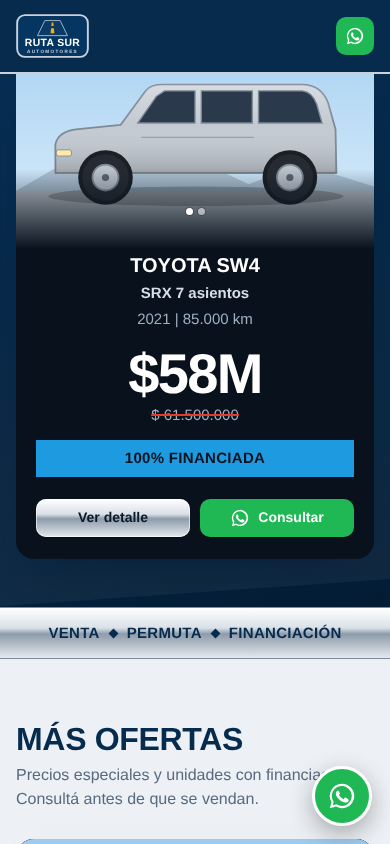 RUTA SUR
AUTOMOTORES
TOYOTA SW4
SRX 7 asientos
2021 | 85.000 km
$58M
$ 61.500.000
100% FINANCIADA
Ver detalle
Consultar
VENTA ◆ PERMUTA ◆ FINANCIACIÓN
MÁS OFERTAS
Precios especiales y unidades con
Consultá antes de que se vendan.